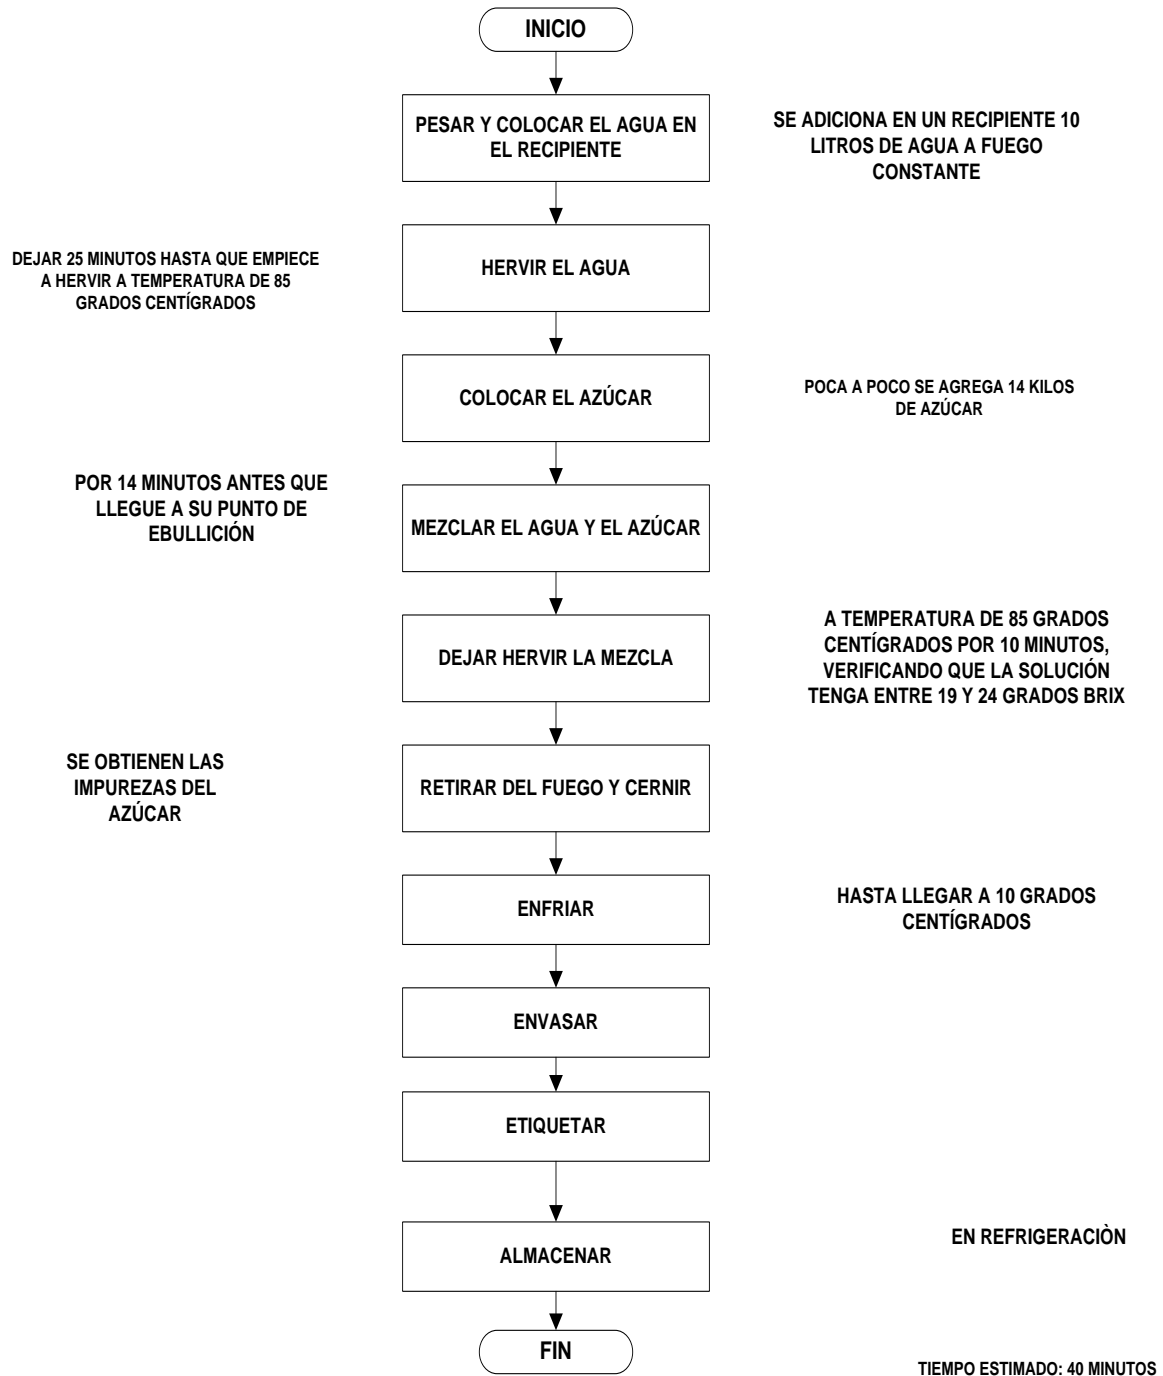 INICIO
PESAR Y COLOCAR EL AGUA EN
EL RECIPIENTE
SE ADICIONA EN UN RECIPIENTE 10
LITROS DE AGUA A FUEGO
CONSTANTE
DEJAR 25 MINUTOS HASTA QUE EMPIECE
A HERVIR A TEMPERATURA DE 85
GRADOS CENTÍGRADOS
HERVIR EL AGUA
COLOCAR EL AZÚCAR
POCA A POCO SE AGREGA 14 KILOS
DE AZÚCAR
POR 14 MINUTOS ANTES QUE
LLEGUE A SU PUNTO DE
EBULLICIÓN
MEZCLAR EL AGUA Y EL AZÚCAR
DEJAR HERVIR LA MEZCLA
A TEMPERATURA DE 85 GRADOS
CENTÍGRADOS POR 10 MINUTOS,
VERIFICANDO QUE LA SOLUCIÓN
TENGA ENTRE 19 Y 24 GRADOS BRIX
SE OBTIENEN LAS
IMPUREZAS DEL
AZÚCAR
RETIRAR DEL FUEGO Y CERNIR
ENFRIAR
HASTA LLEGAR A 10 GRADOS
CENTÍGRADOS
ENVASAR
ETIQUETAR
ALMACENAR
EN REFRIGERACIÒN
FIN
TIEMPO ESTIMADO: 40 MINUTOS